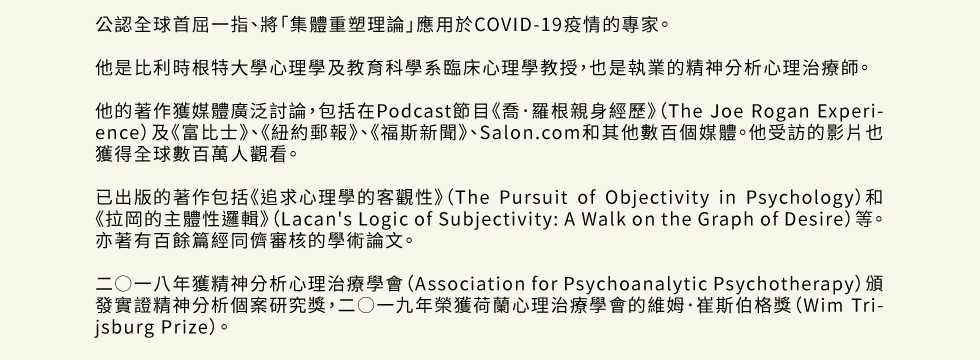 公認全球首屈一指、將「集體重塑理論」應用於COVID-19疫情的專家。
他是比利時根特大學心理學及教育科學系臨床心理學教授，也是執業的精神分析心理治療師。
他的著作獲媒體廣泛討論，包括在Podcast節目《喬·羅根親身經歷》（The Joe Rogan Experi-
ence）及《富比士》、《紐約郵報》、《福斯新聞》、Salon.com和其他數百個媒體。他受訪的影片也
獲得全球數百萬人觀看。
已出版的著作包括《追求心理學的客觀性》（The Pursuit of Objectivity in Psychology）和
《拉岡的主體性邏輯》（Lacan's Logic of Subjectivity: A Walk on the Graph of Desire）等。
亦著有百餘篇經同儕審核的學術論文。
二〇一八年獲精神分析心理治療學會（Association for Psychoanalytic Psychotherapy）頒
發實證精神分析個案研究獎，二〇一九年榮獲荷蘭心理治療學會的維姆·崔斯伯格獎（Wim Tri-
jsburg Prize）。